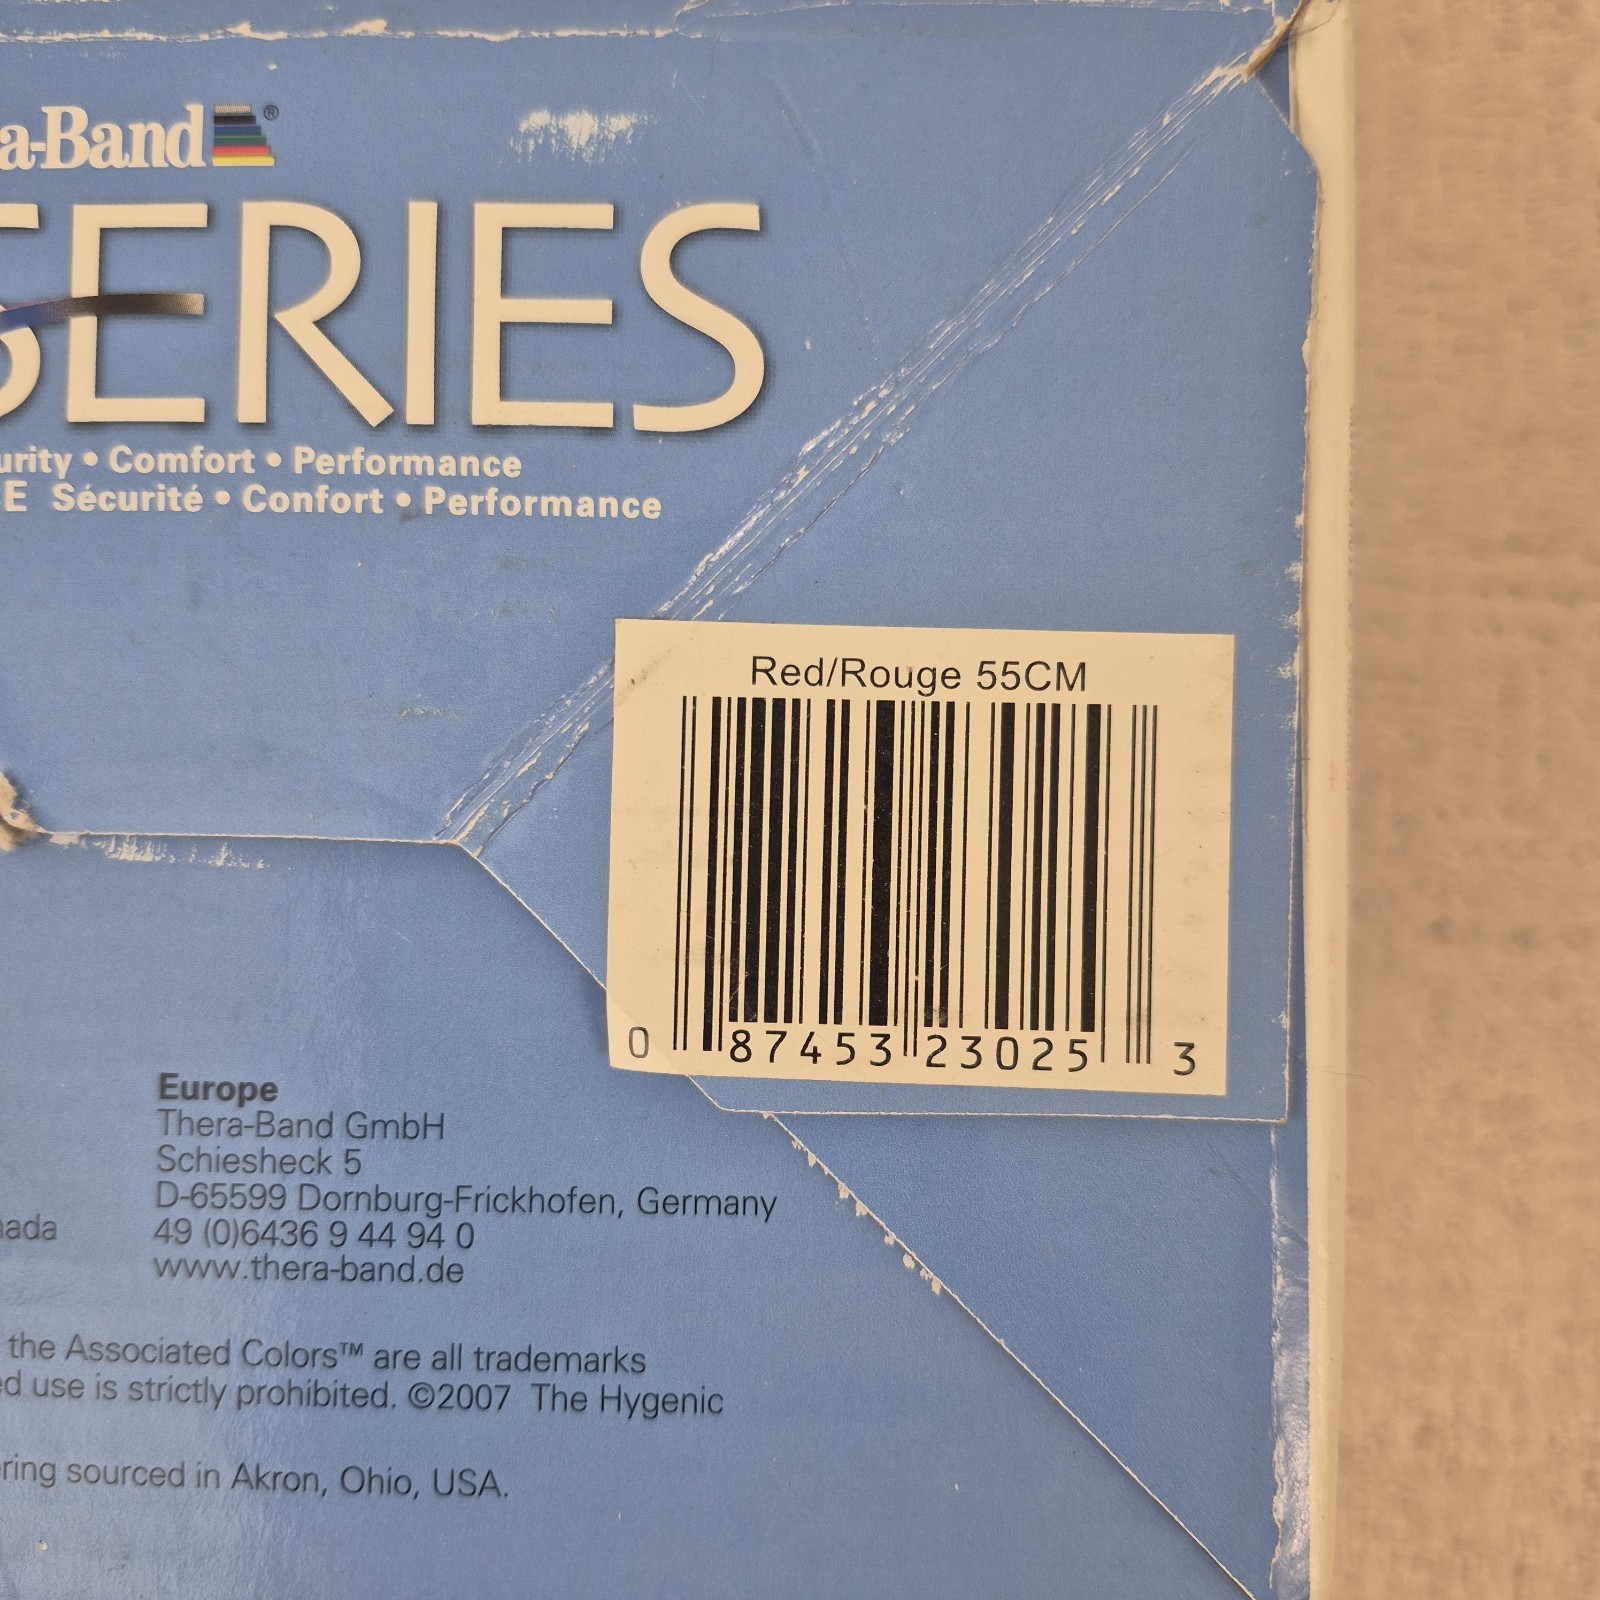 a-Band®
SERIES
urity • Comfort • Performance
E Sécurité • Confort • Performance
Red/Rouge 55CM
0 87453 23025 3
Europe
Thera-Band GmbH
Schiesheck 5
D-65599 Dornburg-Frickhofen, Germany
nada
49 (0)6436 9 44 94 0
www.thera-band.de
the Associated Colors™ are all trademarks
ed use is strictly prohibited. ©2007 The Hygenic
ring sourced in Akron, Ohio, USA.